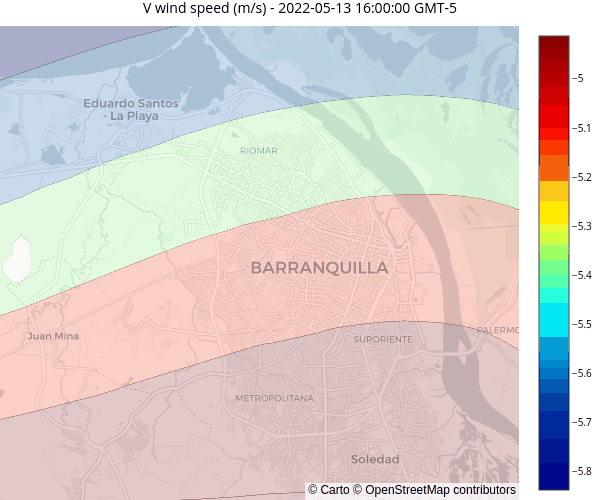 V wind speed (m/s) - 2022-05-13 16:00:00 GMT-5
Eduardo Santos
- La Playa
RIOMAR
BARRANQUILLA
Juan Mina
SURORIENTE
PALERMO
METROPOLITANA
Soledad
© Carto © OpenStreetMap contributors
−5
−5.1
−5.2
−5.3
−5.4
−5.5
−5.6
−5.7
−5.8